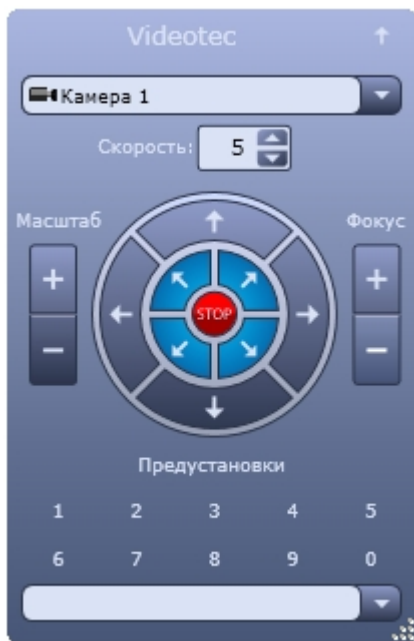 Videotec
Камера 1
Скорость: 5
Масштаб
Фокус
STOP
Предустановки
1 2 3 4 5
6 7 8 9 0